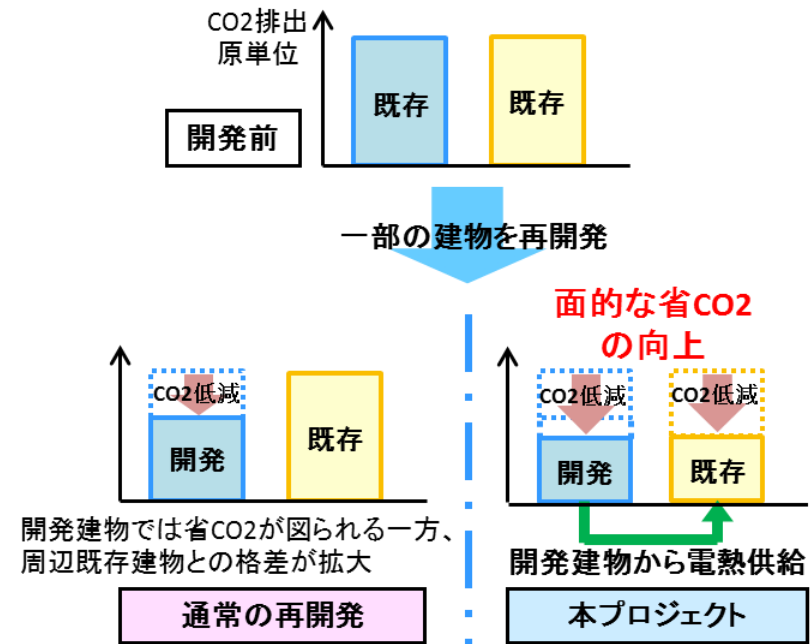 CO2排出
原単位
既存
既存
開発前
一部の建物を再開発
CO2低減
開発
既存
開発建物では省CO2が図られる一方、
周辺既存建物との格差が拡大
通常の再開発
面的な省CO2
の向上
CO2低減
CO2低減
開発
既存
開発建物から電熱供給
本プロジェクト